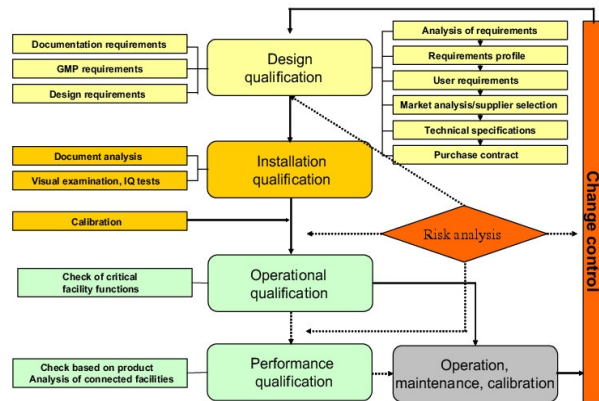 Documentation requirements
GMP requirements
Design requirements
Design
qualification
Analysis of requirements
Requirements profile
User requirements
Market analysis/supplier selection
Technical specifications
Purchase contract
Document analysis
Visual examination, IQ tests
Installation
qualification
Calibration
Risk analysis
Change control
Check of critical
facility functions
Operational
qualification
Check based on product
Analysis of connected facilities
Performance
qualification
Operation,
maintenance, calibration